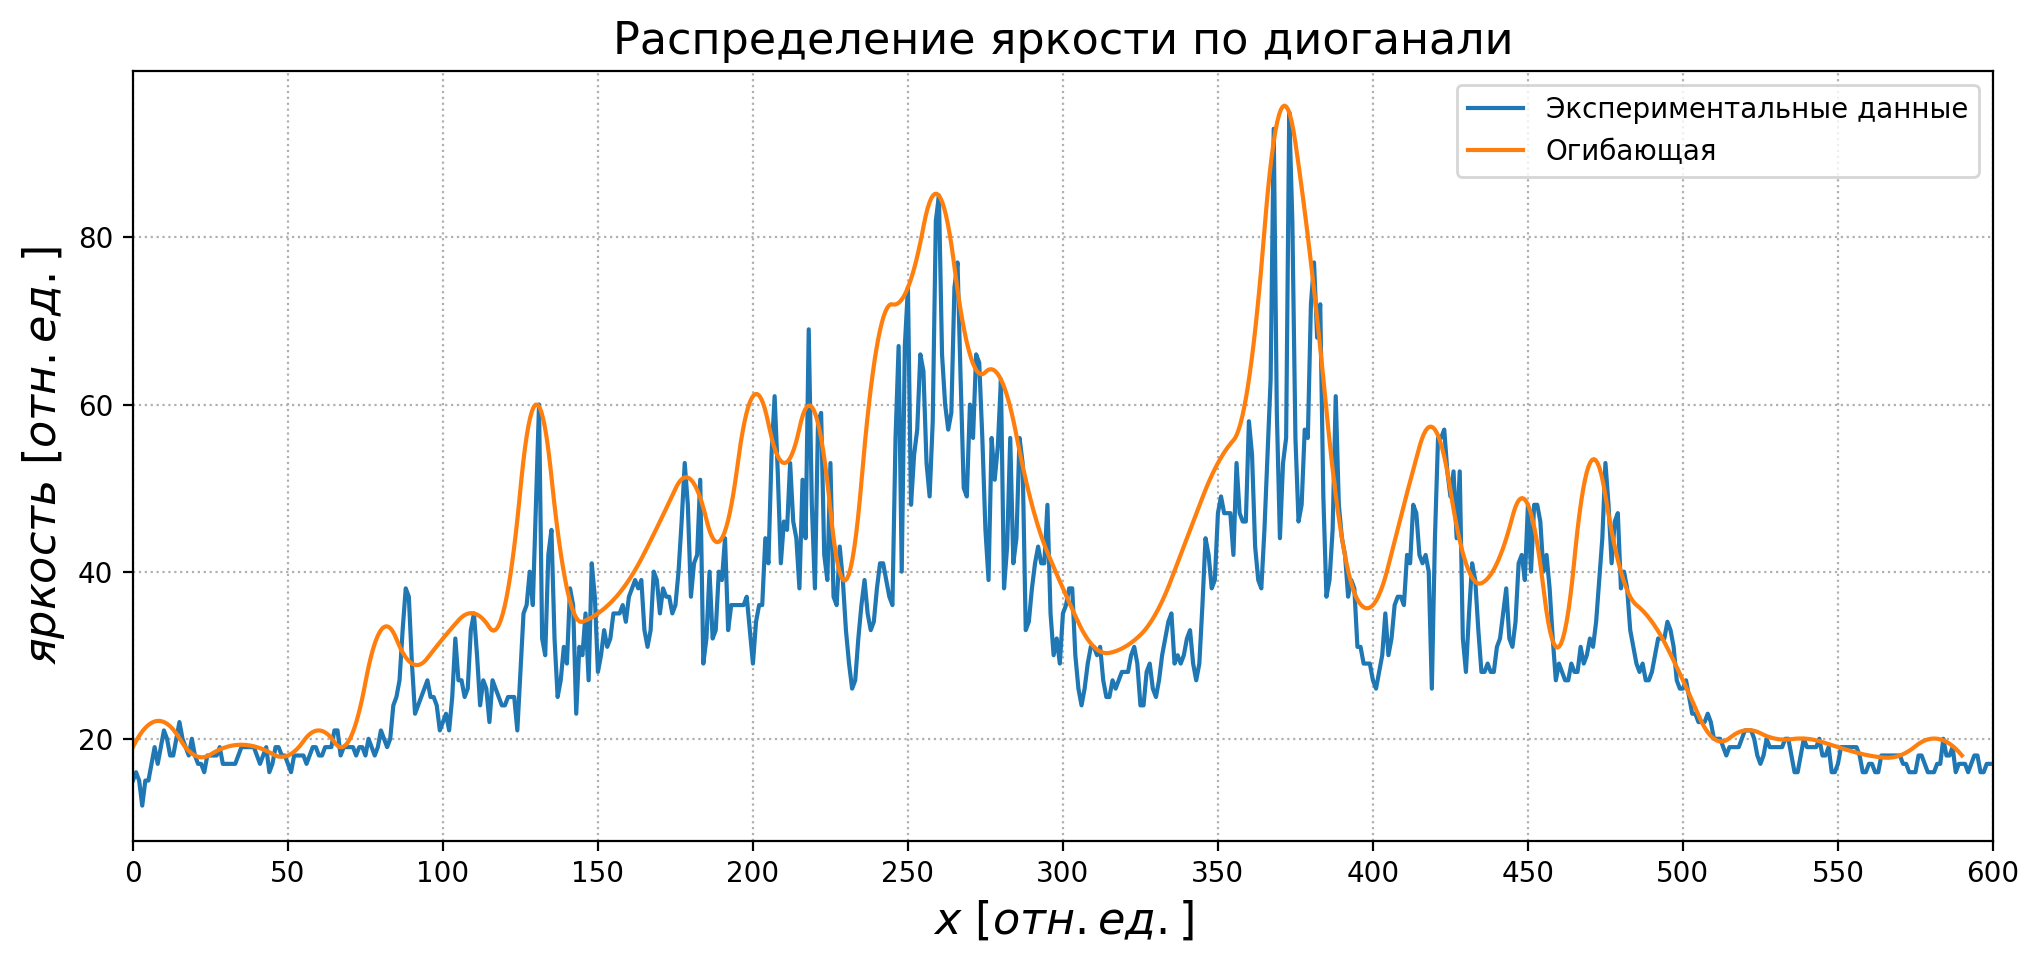 Распределение яркости по диоганали
Экспериментальные данные
Огибающая
яркость [отн.ед.]
80
60
40
20
0 50 100 150 200 250 300 350 400 450 500 550 600
x [отн.ед.]